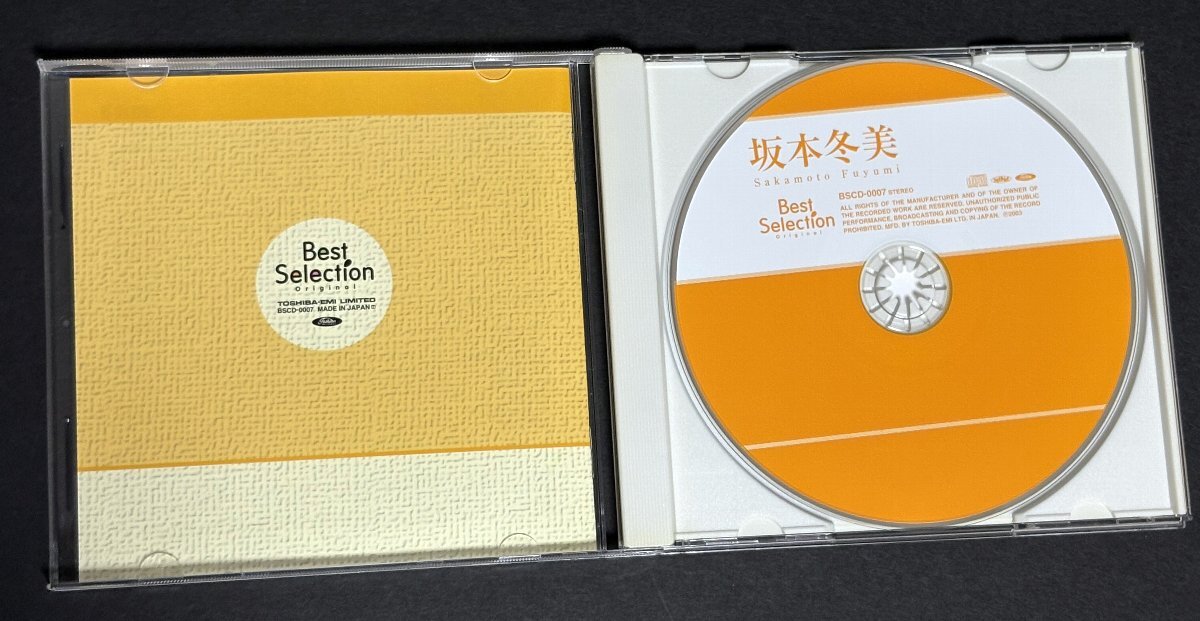 Best
Selection
Original
TOSHIBA-EMI LIMITED
BSCD-0007 MADE IN JAPAN
Toshiba
坂本冬美
Sakamoto Fuyumi
Best
Selection
Original
BSCD-0007 STEREO
ALL RIGHTS OF THE MANUFACTURER AND OF THE OWNER OF
THE RECORDED WORK ARE RESERVED. UNAUTHORIZED PUBLIC
PERFORMANCE, BROADCASTING AND COPYING OF THE RECORD
PROHIBITED. MFD. BY TOSHIBA-EMI LTD. IN JAPAN. ℗2003